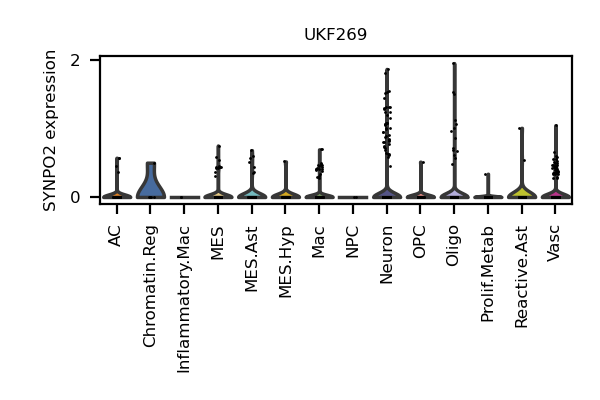 UKF269
SYNPO2 expression
2
0
AC
Chromatin.Reg
Inflammatory.Mac
MES
MES.Ast
MES.Hyp
Mac
NPC
Neuron
OPC
Oligo
Prolif.Metab
Reactive.Ast
Vasc